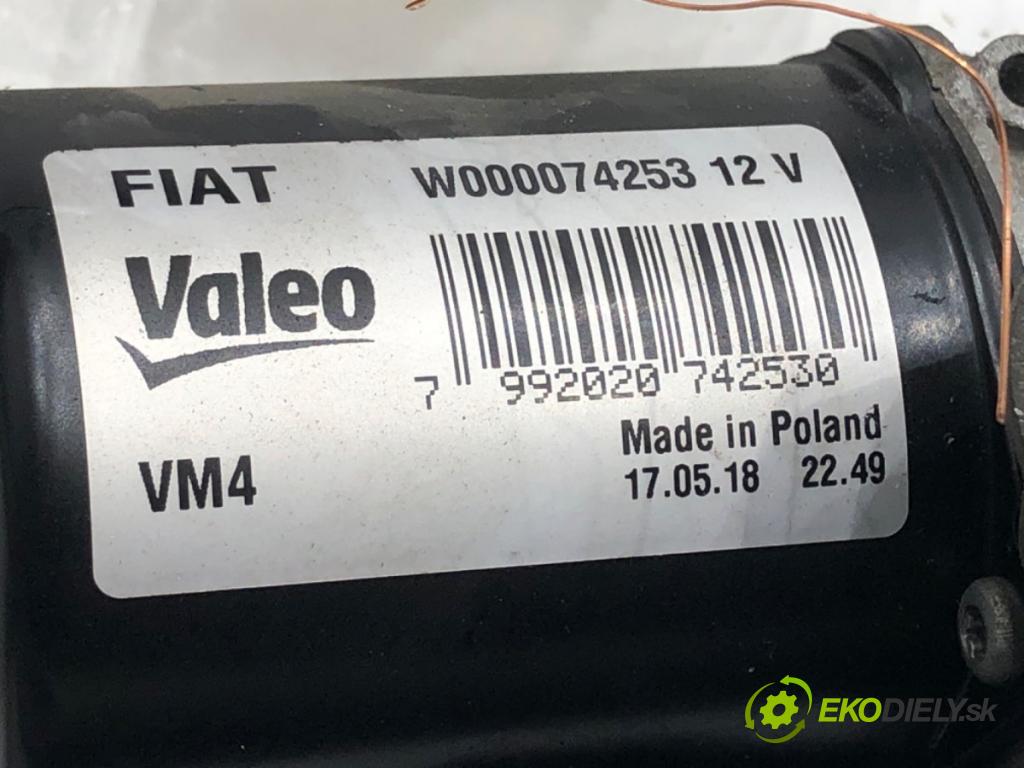 FIAT W000074253 12 V
Valeo
7 992020 742530
Made in Poland
VM4 17.05.18 22.49
EKODIELY.sk